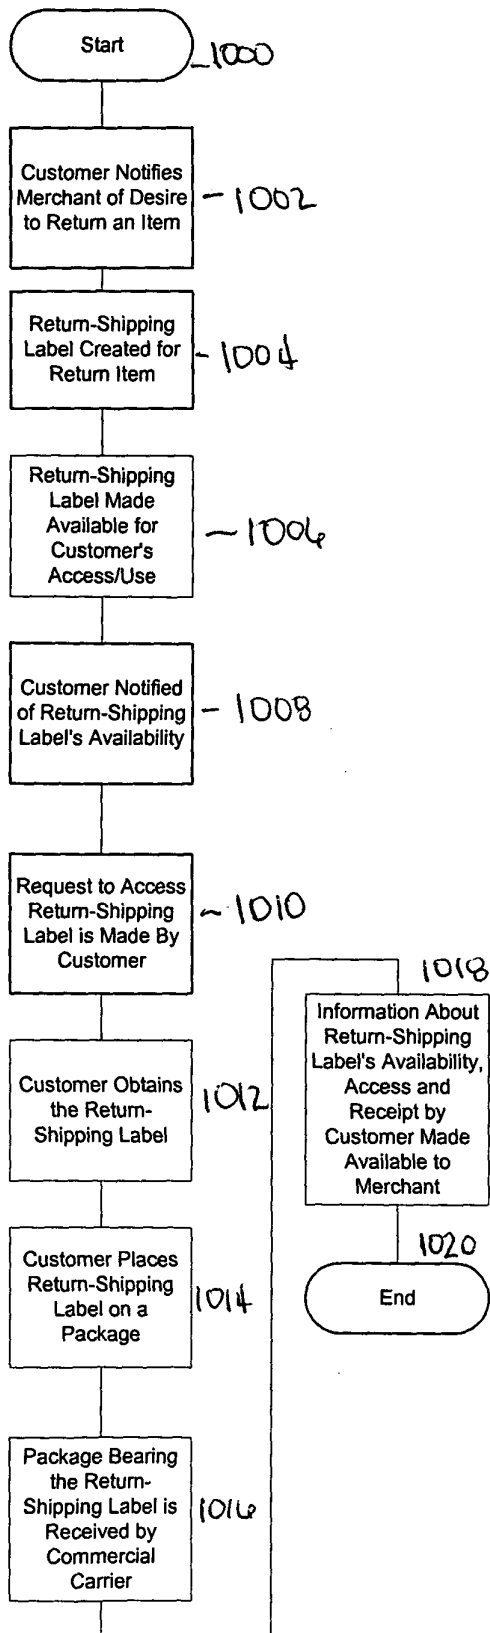 Start
1000
Customer Notifies
Merchant of Desire
to Return an Item
1002
Return-Shipping
Label Created for
Return Item
1004
Return-Shipping
Label Made
Available for
Customer's
Access/Use
1006
Customer Notified
of Return-Shipping
Label's Availability
1008
Request to Access
Return-Shipping
Label is Made By
Customer
1010
Customer Obtains
the Return-
Shipping Label
1012
Customer Places
Return-Shipping
Label on a
Package
1014
Package Bearing
the Return-
Shipping Label is
Received by
Commercial
Carrier
1016
1018
Information About
Return-Shipping
Label's Availability,
Access and
Receipt by
Customer Made
Available to
Merchant
1020
End